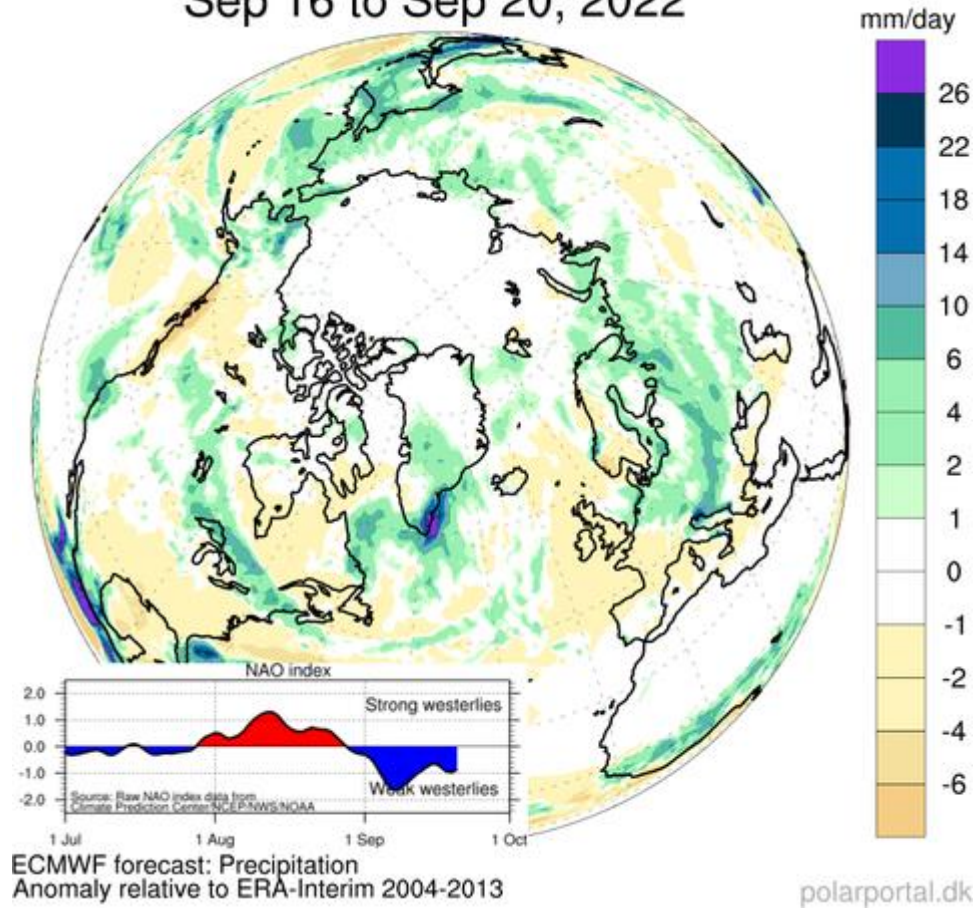 Sep 16 to Sep 20, 2022
mm/day
26
22
18
14
10
6
4
2
1
0
-1
-2
-4
-6
NAO index
2.0
1.0
0.0
-1.0
-2.0
Strong westerlies
Weak westerlies
Source: Raw NAO index data from
Climate Prediction Center/NCEP/NWS/NOAA
1 Jul
1 Aug
1 Sep
1 Oct
ECMWF forecast: Precipitation
Anomaly relative to ERA-Interim 2004-2013
polarportal.dk